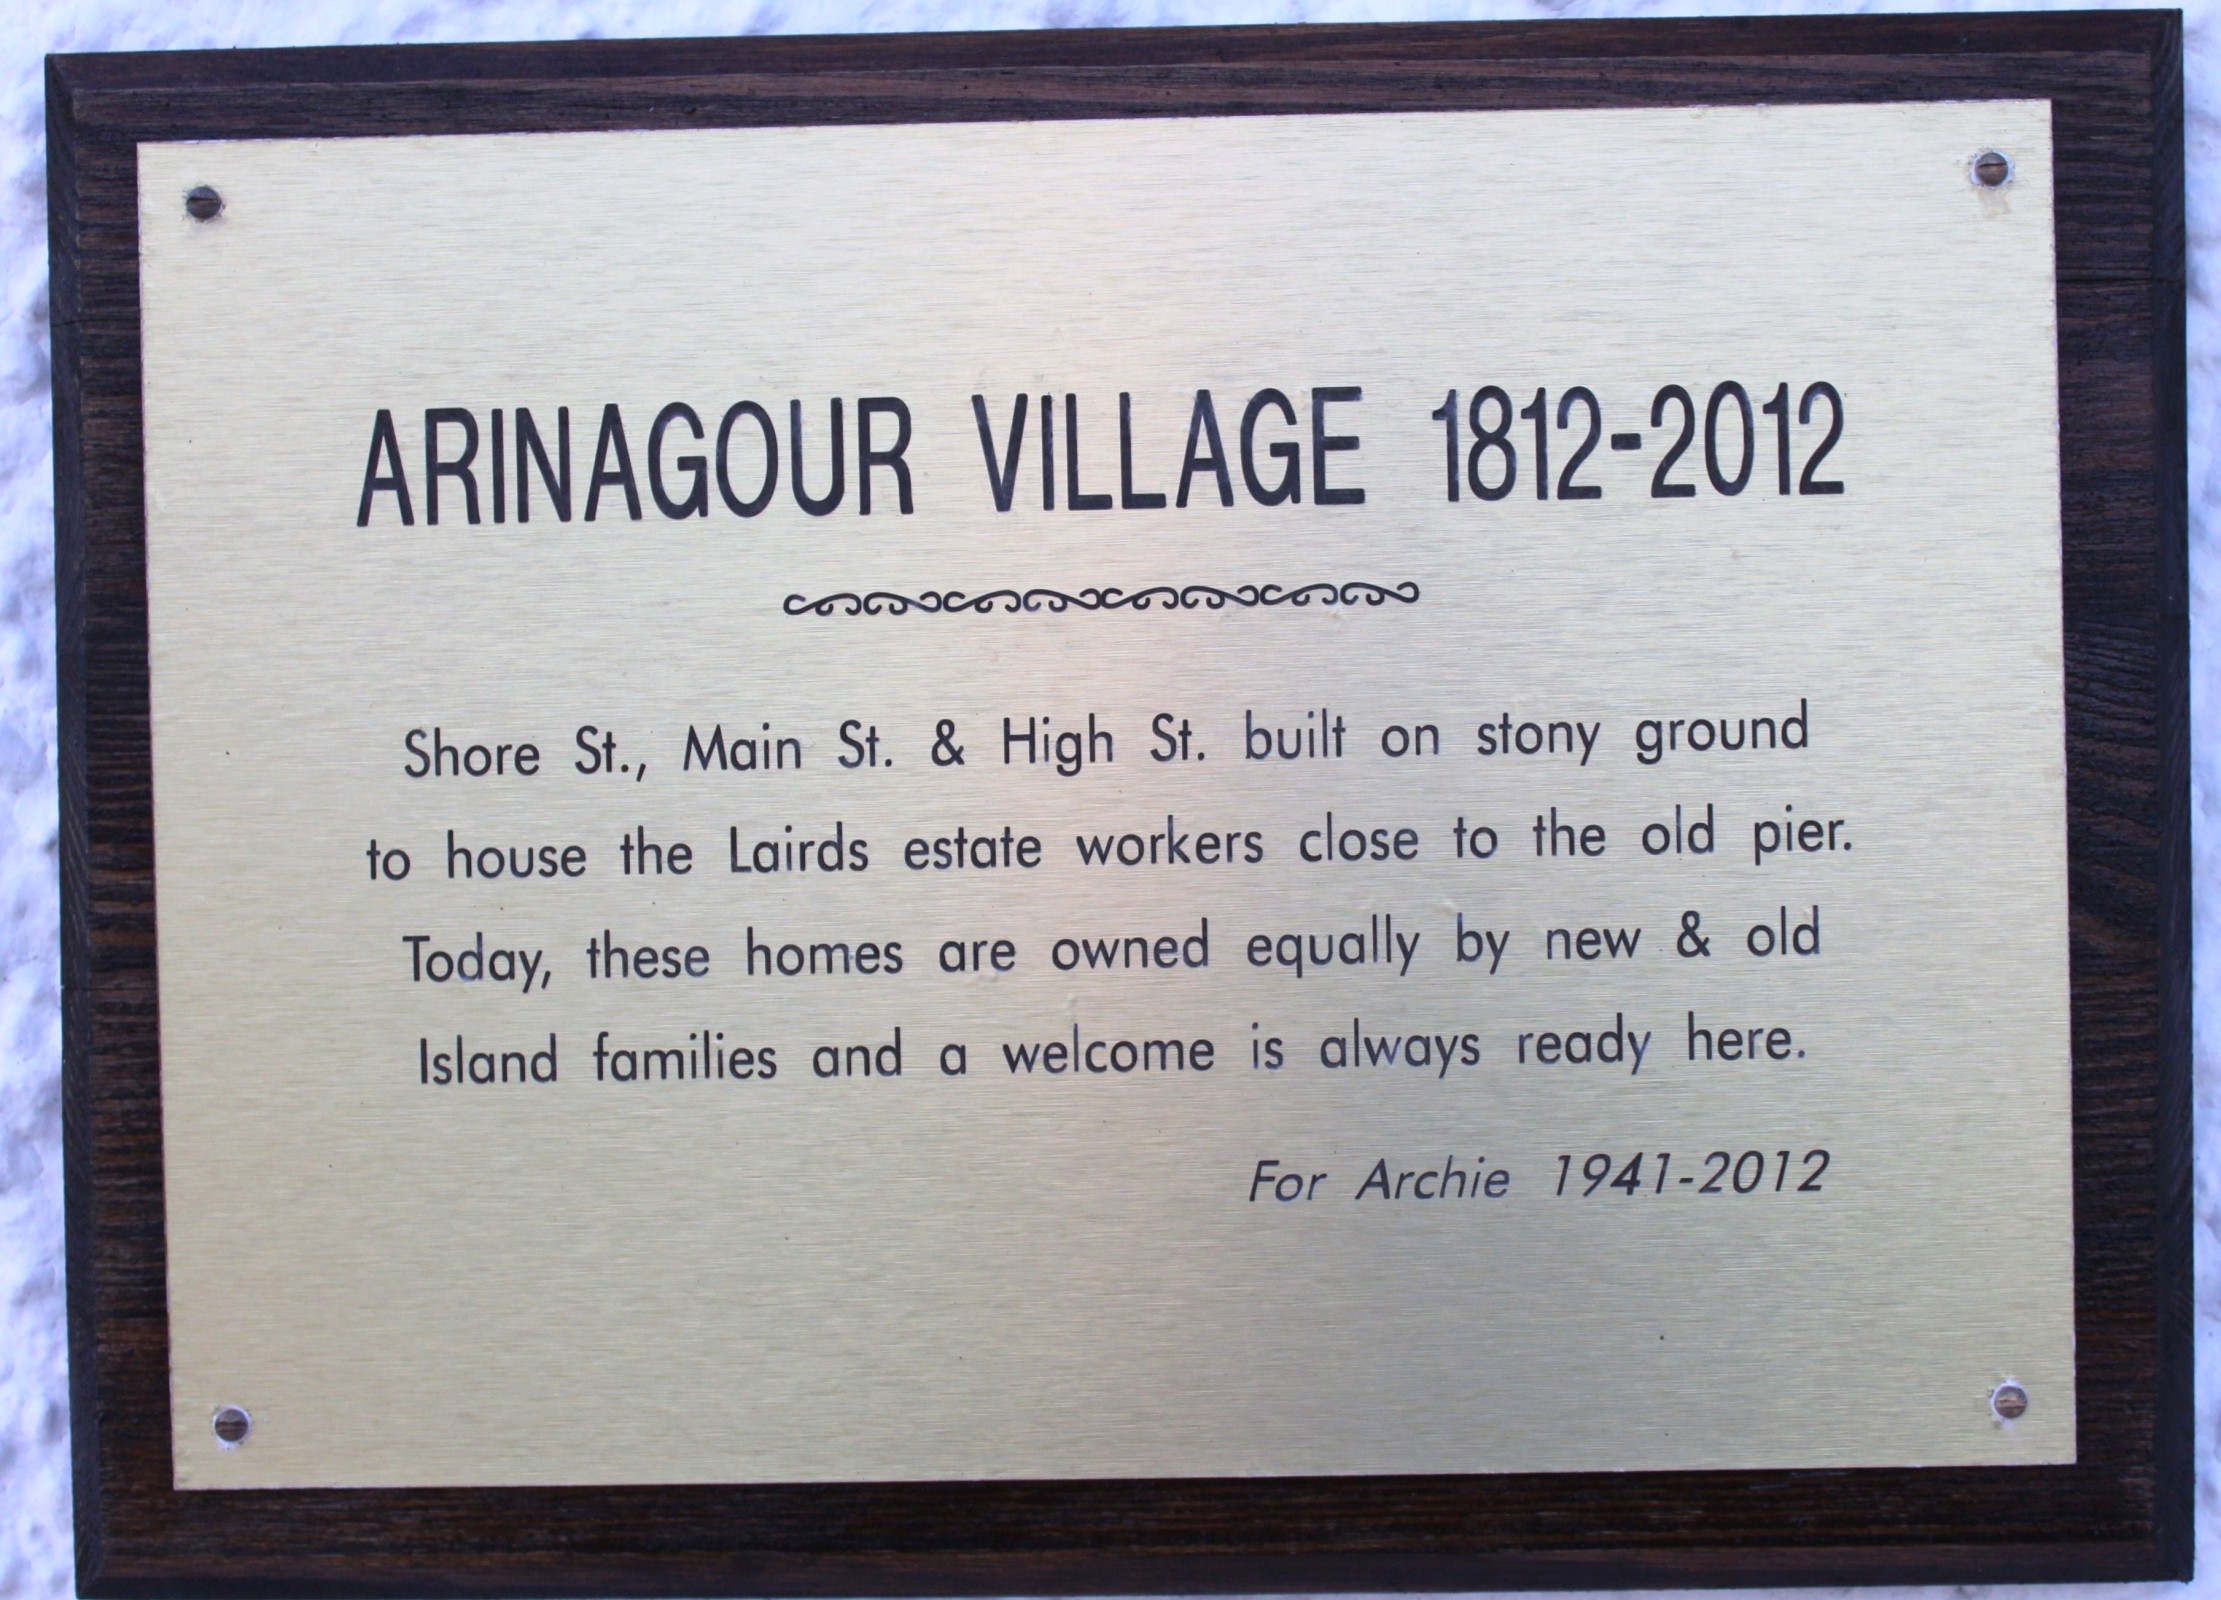 ARINAGOUR VILLAGE 1812-2012
Shore St., Main St. & High St. built on stony ground
to house the Lairds estate workers close to the old pier.
Today, these homes are owned equally by new & old
Island families and a welcome is always ready here.
For Archie 1941-2012